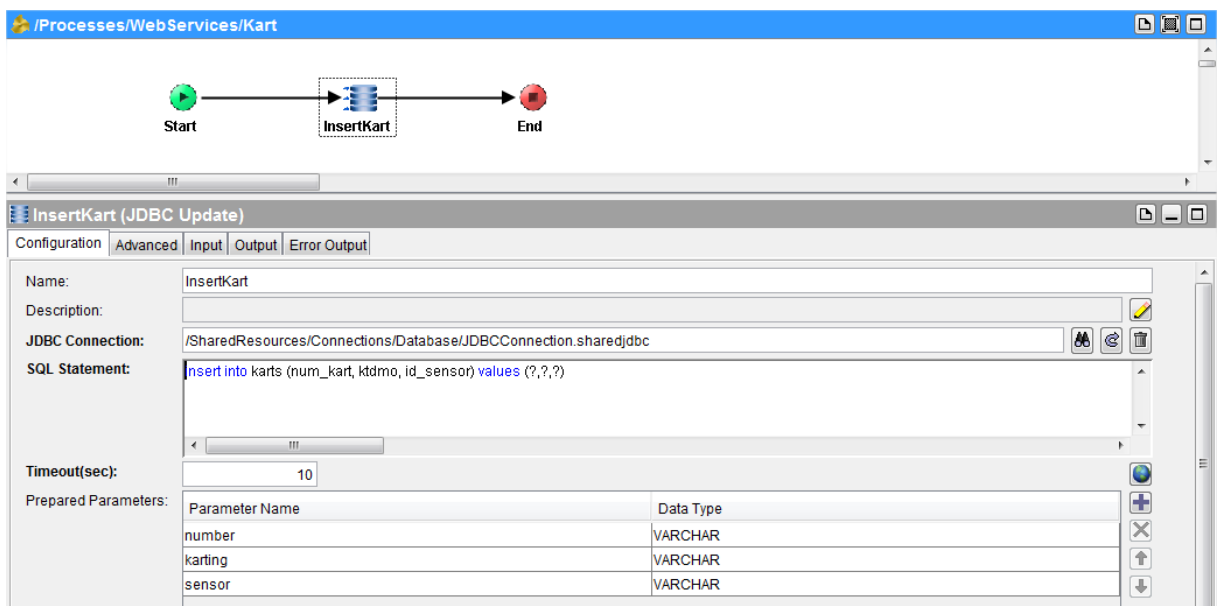 /Processes/WebServices/Kart
Start InsertKart End
InsertKart (JDBC Update)
Configuration Advanced Input Output Error Output
Name: InsertKart
Description:
JDBC Connection: /SharedResources/Connections/Database/JDBCConnection.sharedjdbc
SQL Statement: insert into karts (num_kart, ktdmo, id_sensor) values (?,?,?)
Timeout(sec): 10
Prepared Parameters: Parameter Name Data Type
number VARCHAR
karting VARCHAR
sensor VARCHAR